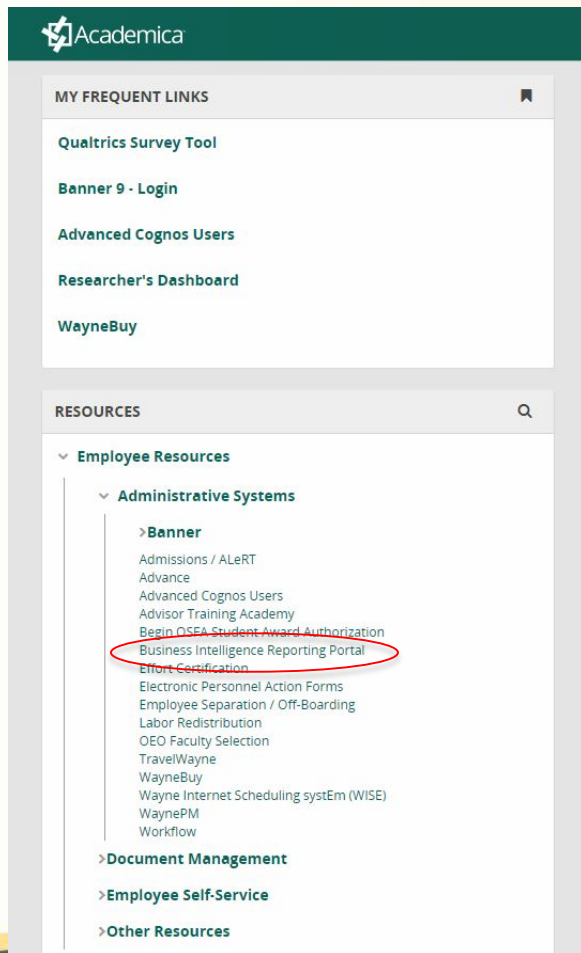 Academica
MY FREQUENT LINKS
Qualtrics Survey Tool
Banner 9 - Login
Advanced Cognos Users
Researcher's Dashboard
WayneBuy
RESOURCES
Employee Resources
Administrative Systems
>Banner
Admissions / ALeRT
Advance
Advanced Cognos Users
Advisor Training Academy
Begin OSFA Student Award Authorization
Business Intelligence Reporting Portal
Effort Certification
Electronic Personnel Action Forms
Employee Separation / Off-Boarding
Labor Redistribution
OEO Faculty Selection
TravelWayne
WayneBuy
Wayne Internet Scheduling systEm (WISE)
WaynePM
Workflow
>Document Management
>Employee Self-Service
>Other Resources